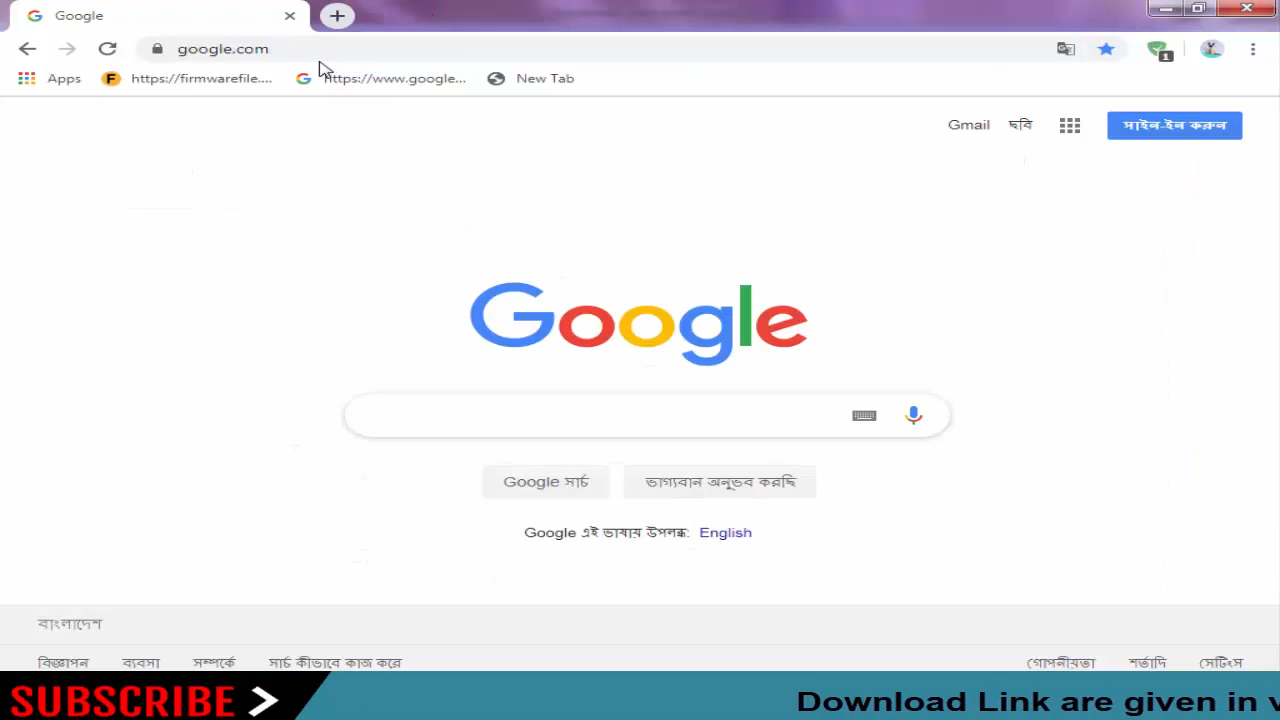 Google
google.com
1
Apps
https://firmwarefile....
https://www.google...
New Tab
Gmail
ছবি
সাইন-ইন করুন
Google
Google সার্চ
ভাগ্যবান অনুভব করছি
Google এই ভাষায় উপলব্ধ: English
বাংলাদেশ
বিজ্ঞাপন
ব্যবসা
সম্পর্কে
সার্চ কীভাবে কাজ করে
গোপনীয়তা
শর্তাদি
সেটিংস
SUBSCRIBE
Download Link are given in